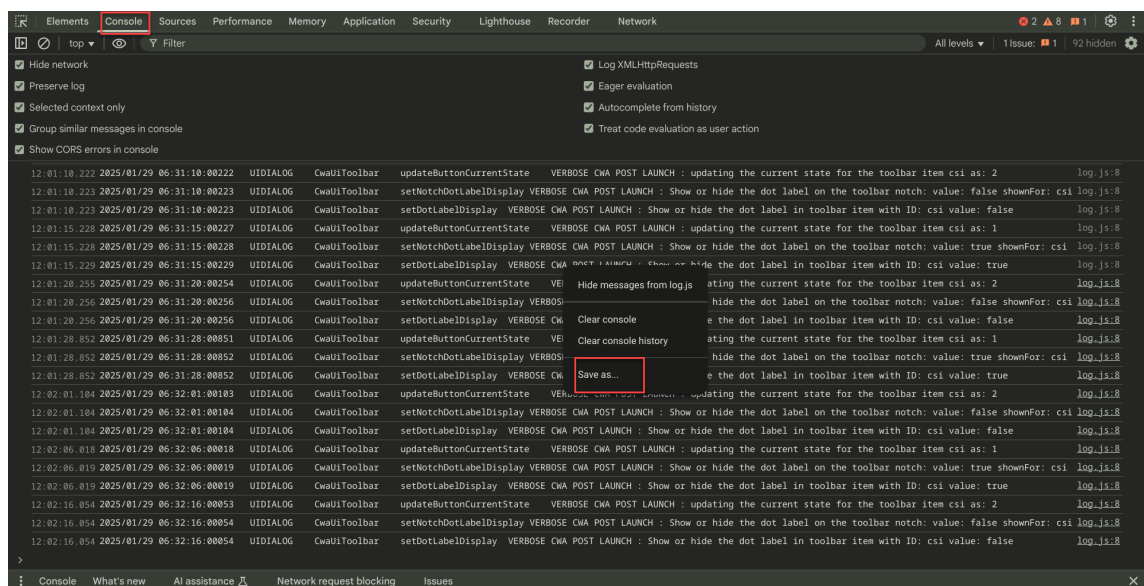 Elements Console Sources Performance Memory Application Security Lighthouse Recorder Network 2 8 1
top Filter All levels 1 Issue: 1 92 hidden
Hide network Log XMLHttpRequests
Preserve log Eager evaluation
Selected context only Autocomplete from history
Group similar messages in console Treat code evaluation as user action
Show CORS errors in console
12:01:10.222 2025/01/29 06:31:10:00222 UIDIALOG CwaUiToolbar updateButtonCurrentState VERBOSE CWA POST LAUNCH : updating the current state for the toolbar item csi as: 2 log.js:8
12:01:10.223 2025/01/29 06:31:10:00223 UIDIALOG CwaUiToolbar setNotchDotLabelDisplay VERBOSE CWA POST LAUNCH : Show or hide the dot label on the toolbar notch: value: false shownFor: csi log.js:8
12:01:10.223 2025/01/29 06:31:10:00223 UIDIALOG CwaUiToolbar setDotLabelDisplay VERBOSE CWA POST LAUNCH : Show or hide the dot label in toolbar item with ID: csi value: false log.js:8
12:01:15.228 2025/01/29 06:31:15:00227 UIDIALOG CwaUiToolbar updateButtonCurrentState VERBOSE CWA POST LAUNCH : updating the current state for the toolbar item csi as: 1 log.js:8
12:01:15.228 2025/01/29 06:31:15:00228 UIDIALOG CwaUiToolbar setNotchDotLabelDisplay VERBOSE CWA POST LAUNCH : Show or hide the dot label on the toolbar notch: value: true shownFor: csi log.js:8
12:01:15.229 2025/01/29 06:31:15:00229 UIDIALOG CwaUiToolbar setDotLabelDisplay VERBOSE CWA POST LAUNCH : Show or hide the dot label in toolbar item with ID: csi value: true log.js:8
12:01:20.255 2025/01/29 06:31:20:00254 UIDIALOG CwaUiToolbar updateButtonCurrentState VE ating the current state for the toolbar item csi as: 2 log.js:8
12:01:20.256 2025/01/29 06:31:20:00256 UIDIALOG CwaUiToolbar setNotchDotLabelDisplay VERBOS hide the dot label on the toolbar notch: value: false shownFor: csi log.js:8
12:01:20.256 2025/01/29 06:31:20:00256 UIDIALOG CwaUiToolbar setDotLabelDisplay VERBOSE CW e the dot label in toolbar item with ID: csi value: false log.js:8
12:01:28.852 2025/01/29 06:31:28:00851 UIDIALOG CwaUiToolbar updateButtonCurrentState VE ating the current state for the toolbar item csi as: 1 log.js:8
12:01:28.852 2025/01/29 06:31:28:00852 UIDIALOG CwaUiToolbar setNotchDotLabelDisplay VERBOS hide the dot label on the toolbar notch: value: true shownFor: csi log.js:8
12:01:28.852 2025/01/29 06:31:28:00852 UIDIALOG CwaUiToolbar setDotLabelDisplay VERBOSE CW e the dot label in toolbar item with ID: csi value: true log.js:8
Hide messages from log.js
Clear console
Clear console history
Save as...
12:02:01.104 2025/01/29 06:32:01:00103 UIDIALOG CwaUiToolbar updateButtonCurrentState VERBOSE CWA POST LAUNCH : updating the current state for the toolbar item csi as: 2 log.js:8
12:02:01.104 2025/01/29 06:32:01:00104 UIDIALOG CwaUiToolbar setNotchDotLabelDisplay VERBOSE CWA POST LAUNCH : Show or hide the dot label on the toolbar notch: value: false shownFor: csi log.js:8
12:02:01.104 2025/01/29 06:32:01:00104 UIDIALOG CwaUiToolbar setDotLabelDisplay VERBOSE CWA POST LAUNCH : Show or hide the dot label in toolbar item with ID: csi value: false log.js:8
12:02:06.018 2025/01/29 06:32:06:00018 UIDIALOG CwaUiToolbar updateButtonCurrentState VERBOSE CWA POST LAUNCH : updating the current state for the toolbar item csi as: 1 log.js:8
12:02:06.019 2025/01/29 06:32:06:00019 UIDIALOG CwaUiToolbar setNotchDotLabelDisplay VERBOSE CWA POST LAUNCH : Show or hide the dot label on the toolbar notch: value: true shownFor: csi log.js:8
12:02:06.019 2025/01/29 06:32:06:00019 UIDIALOG CwaUiToolbar setDotLabelDisplay VERBOSE CWA POST LAUNCH : Show or hide the dot label in toolbar item with ID: csi value: true log.js:8
12:02:16.054 2025/01/29 06:32:16:00053 UIDIALOG CwaUiToolbar updateButtonCurrentState VERBOSE CWA POST LAUNCH : updating the current state for the toolbar item csi as: 2 log.js:8
12:02:16.054 2025/01/29 06:32:16:00054 UIDIALOG CwaUiToolbar setNotchDotLabelDisplay VERBOSE CWA POST LAUNCH : Show or hide the dot label on the toolbar notch: value: false shownFor: csi log.js:8
12:02:16.054 2025/01/29 06:32:16:00054 UIDIALOG CwaUiToolbar setDotLabelDisplay VERBOSE CWA POST LAUNCH : Show or hide the dot label in toolbar item with ID: csi value: false log.js:8
>
Console What's new AI assistance Network request blocking Issues